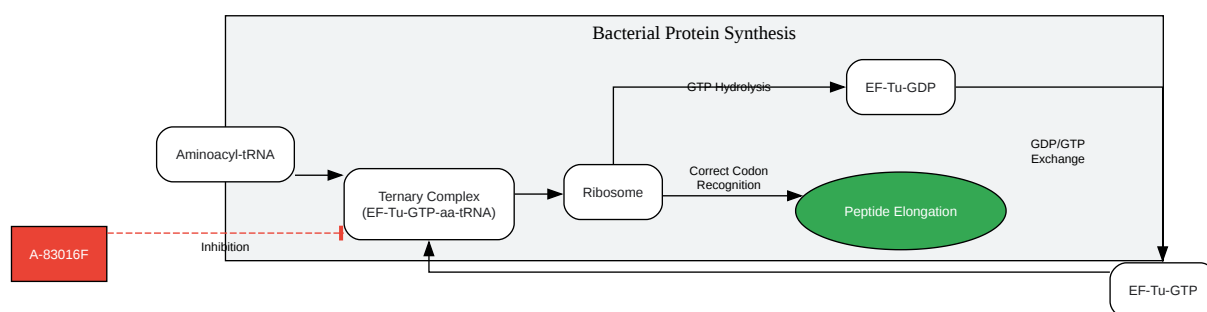 Bacterial Protein Synthesis
GTP Hydrolysis
EF-Tu-GDP
Aminoacyl-tRNA
GDP/GTP
Exchange
Correct Codon
Recognition
Ternary Complex
(EF-Tu-GTP-aa-tRNA)
Ribosome
Peptide Elongation
Inhibition
A-83016F
EF-Tu-GTP